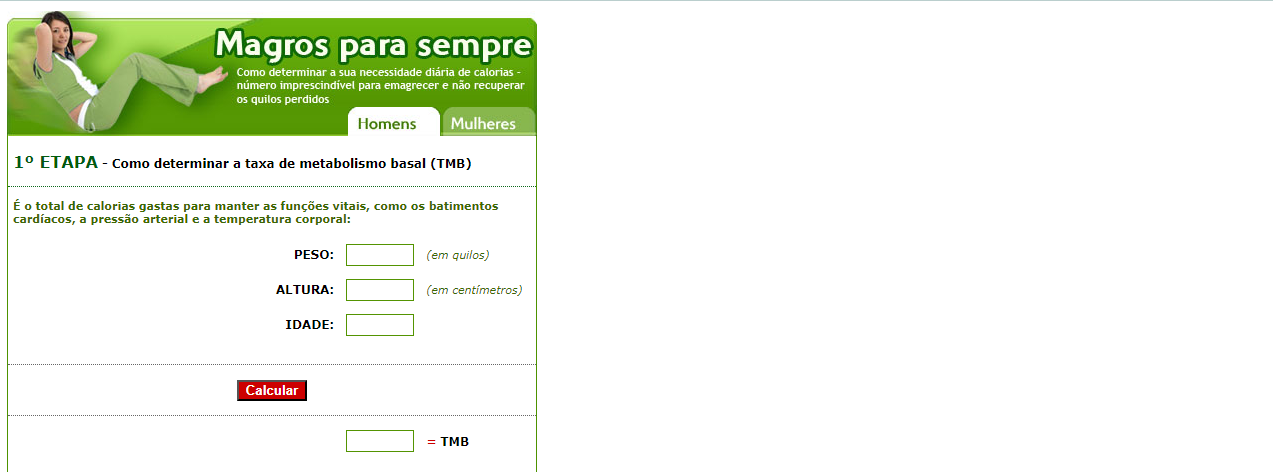 Magros para sempre
Como determinar a sua necessidade diária de calorias -
número imprescindível para emagrecer e não recuperar
os quilos perdidos
Homens Mulheres
1º ETAPA - Como determinar a taxa de metabolismo basal (TMB)
É o total de calorias gastas para manter as funções vitais, como os batimentos
cardíacos, a pressão arterial e a temperatura corporal:
PESO: (em quilos)
ALTURA: (em centímetros)
IDADE:
Calcular
= TMB